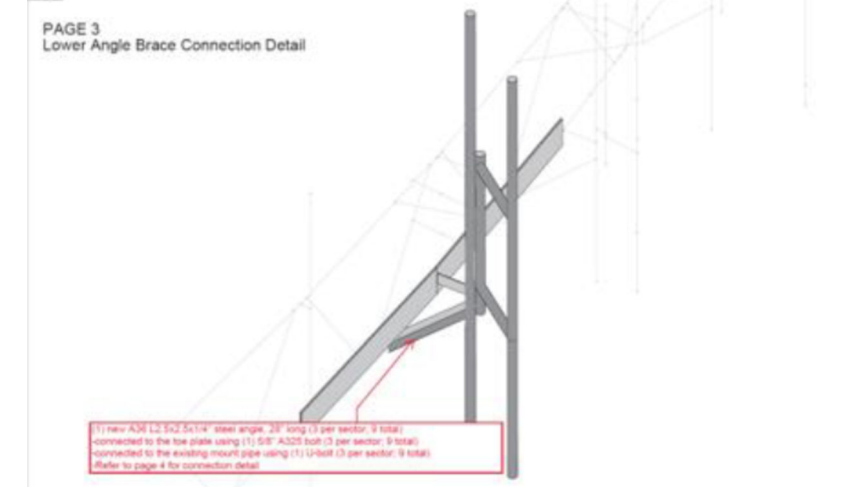 PAGE 3
Lower Angle Brace Connection Detail
(1) new A36 L2.5x2.5x1/4" steel angle, 28" long (3 per sector, 9 total)
-connected to the toe plate using (1) 5/8" A325 bolt (3 per sector; 9 total)
-connected to the existing mount pipe using (1) U-bolt (3 per sector; 9 total)
-Refer to page 4 for connection detail